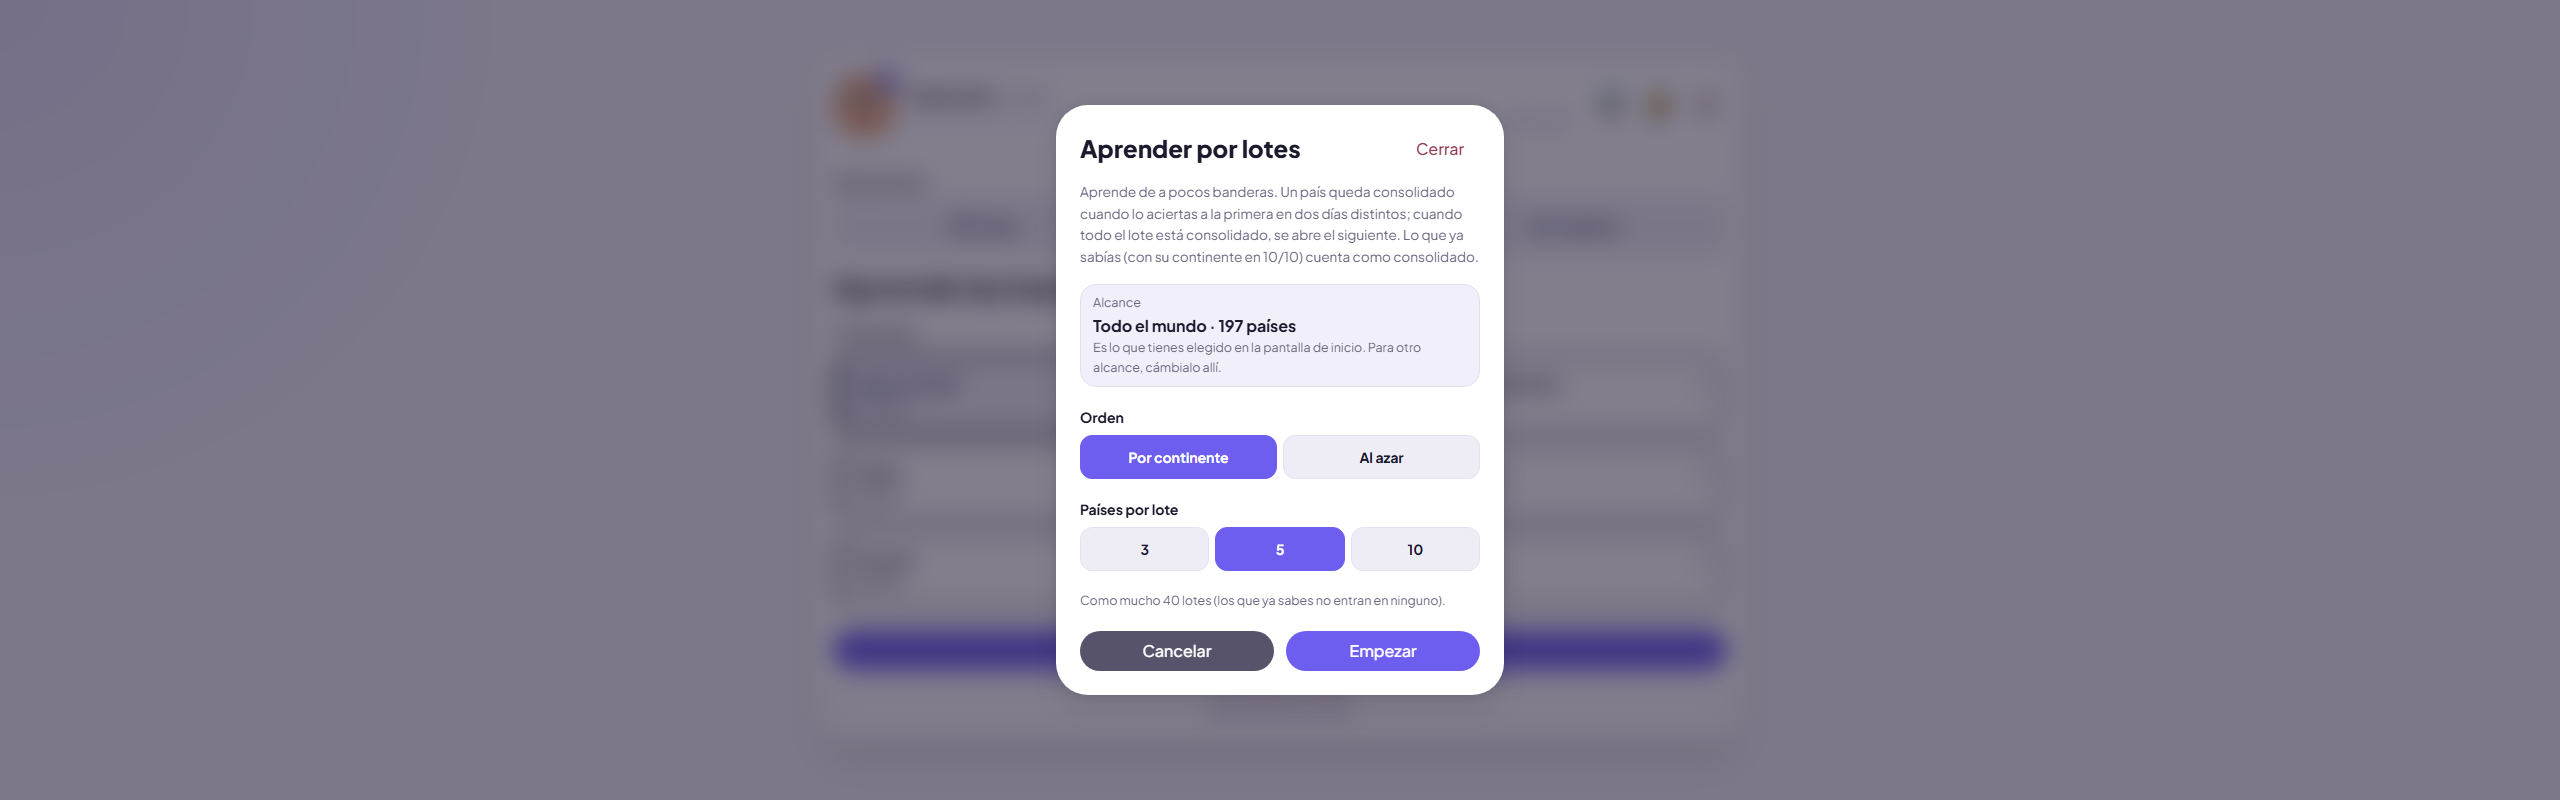 Aprender por lotes
Cerrar
Aprende de a pocos banderas. Un país queda consolidado
cuando lo aciertas a la primera en dos días distintos; cuando
todo el lote está consolidado, se abre el siguiente. Lo que ya
sabías (con su continente en 10/10) cuenta como consolidado.
Alcance
Todo el mundo · 197 países
Es lo que tienes elegido en la pantalla de inicio. Para otro
alcance, cámbialo allí.
Orden
Por continente
Al azar
Países por lote
3
5
10
Como mucho 40 lotes (los que ya sabes no entran en ninguno).
Cancelar
Empezar